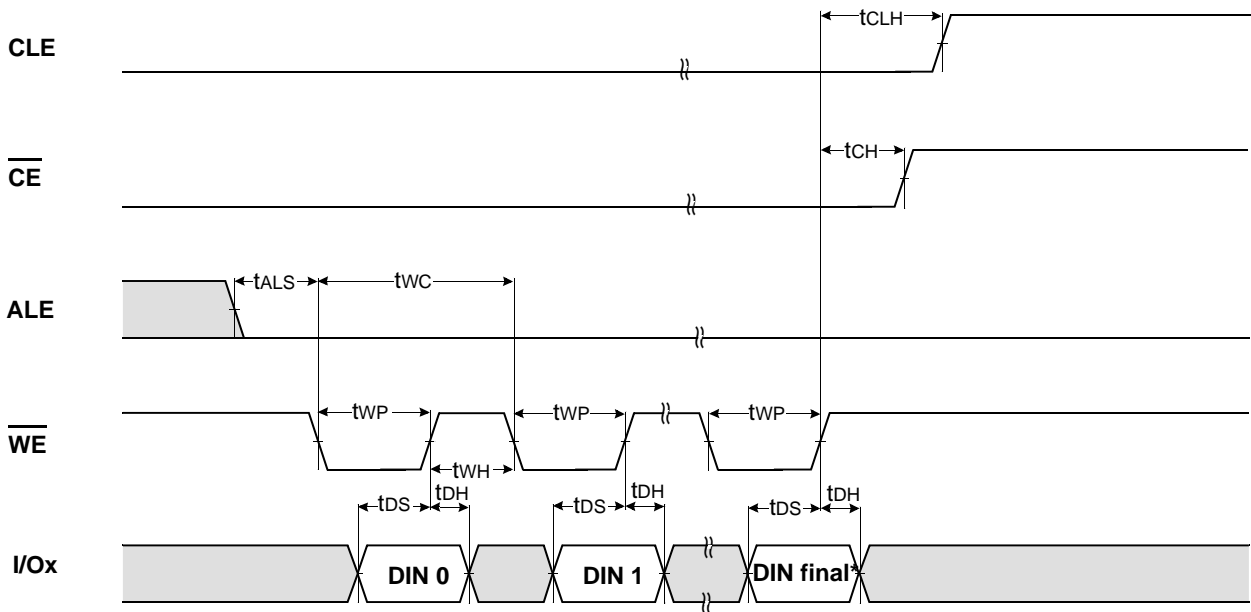 tCLH
CLE
tCH
CE
tALS
tWC
ALE
tWP
tWP
tWP
WE
tWH
tDS
tDH
tDS
tDH
tDS
tDH
I/Ox
DIN 0
DIN 1
DIN final*